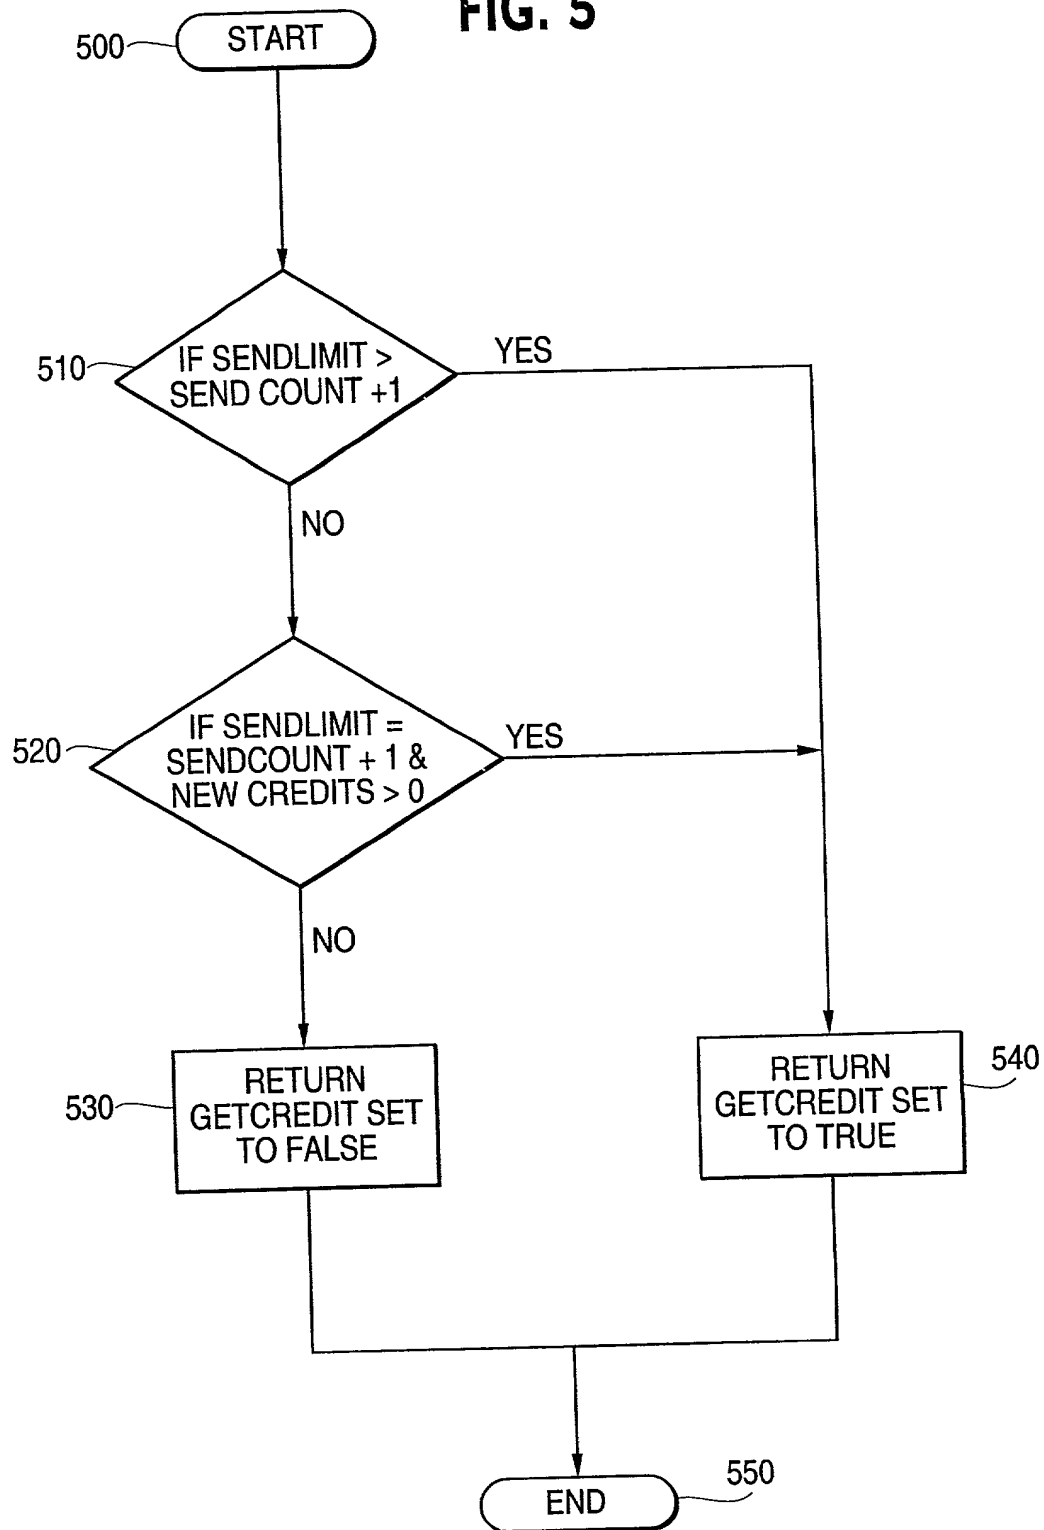 FIG. 5
500
START
510
IF SENDLIMIT >
SEND COUNT +1
YES
NO
520
IF SENDLIMIT =
SENDCOUNT + 1 &
NEW CREDITS > 0
YES
NO
530
RETURN
GETCREDIT SET
TO FALSE
RETURN
GETCREDIT SET
TO TRUE
540
END
550